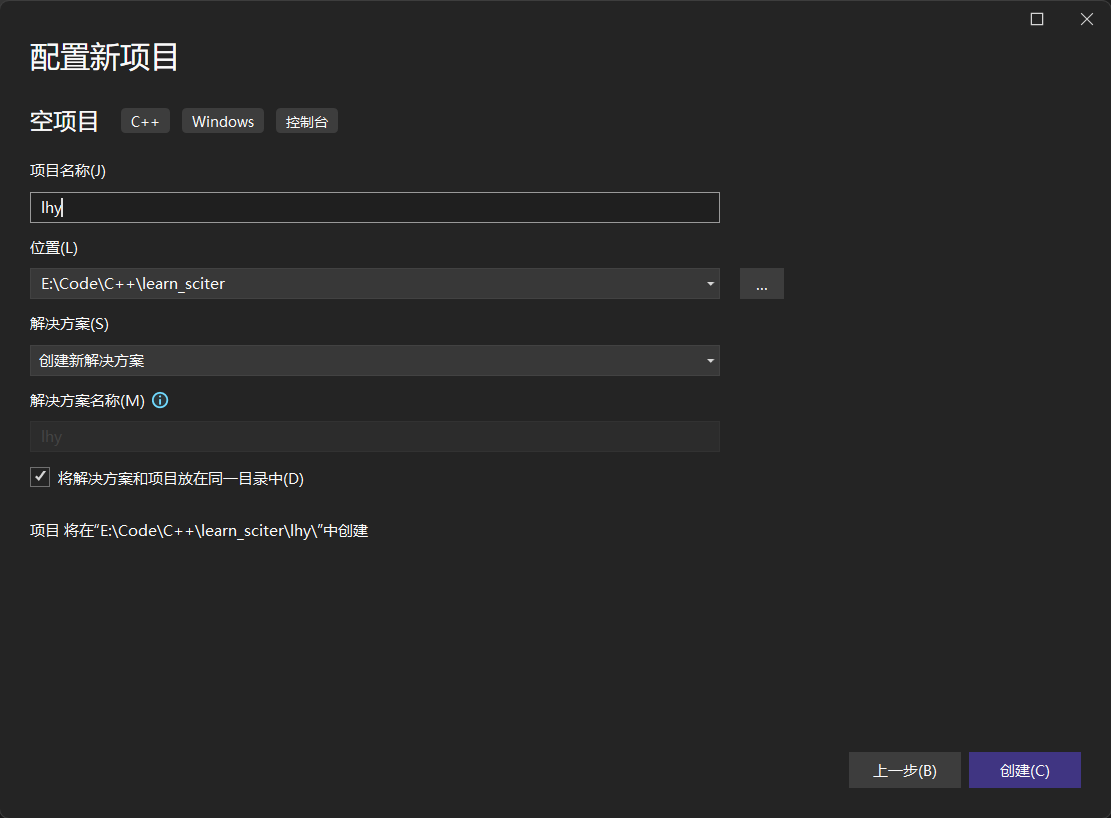 配置新项目
空项目 C++ Windows 控制台
项目名称(J)
lhy
位置(L)
E:\Code\C++\learn_sciter ...
解决方案(S)
创建新解决方案
解决方案名称(M)
lhy
将解决方案和项目放在同一目录中(D)
项目 将在“E:\Code\C++\learn_sciter\lhy\”中创建
上一步(B) 创建(C)